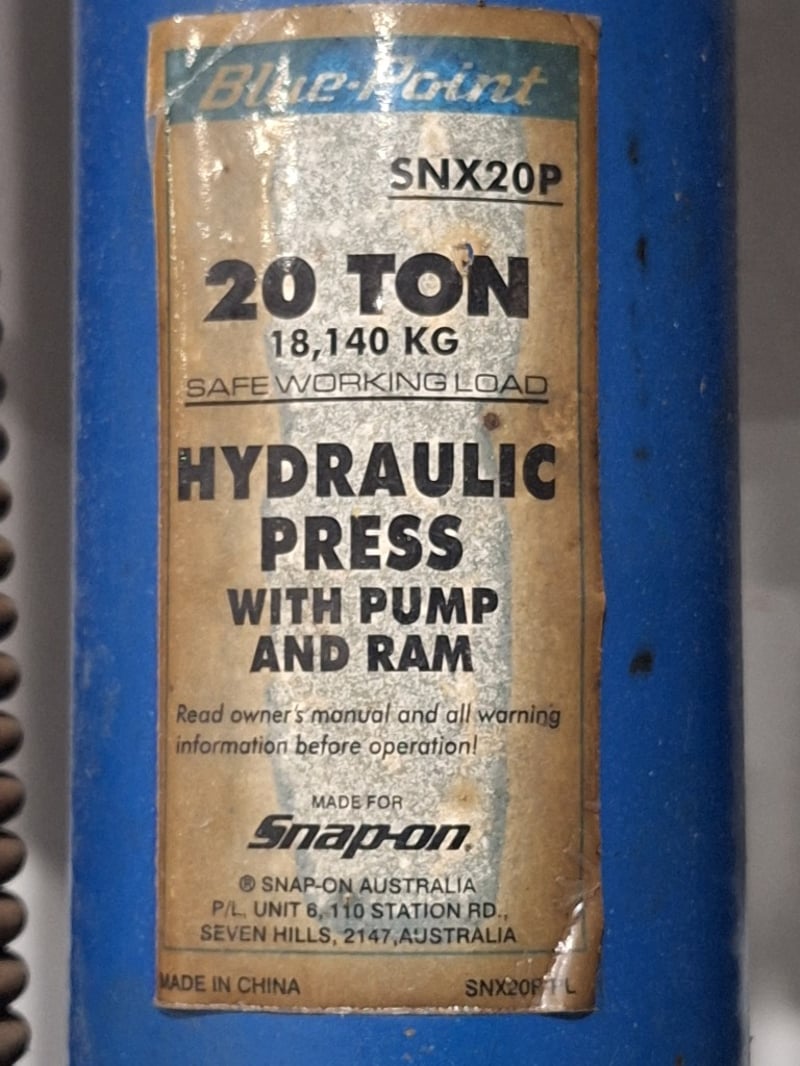 Blue-Point
SNX20P
20 TON
18,140 KG
SAFE WORKING LOAD
HYDRAULIC
PRESS
WITH PUMP
AND RAM
Read owner's manual and all warning
information before operation!
MADE FOR
Snap-on®
® SNAP-ON AUSTRALIA
P/L, UNIT 6, 110 STATION RD.,
SEVEN HILLS, 2147,AUSTRALIA
MADE IN CHINA